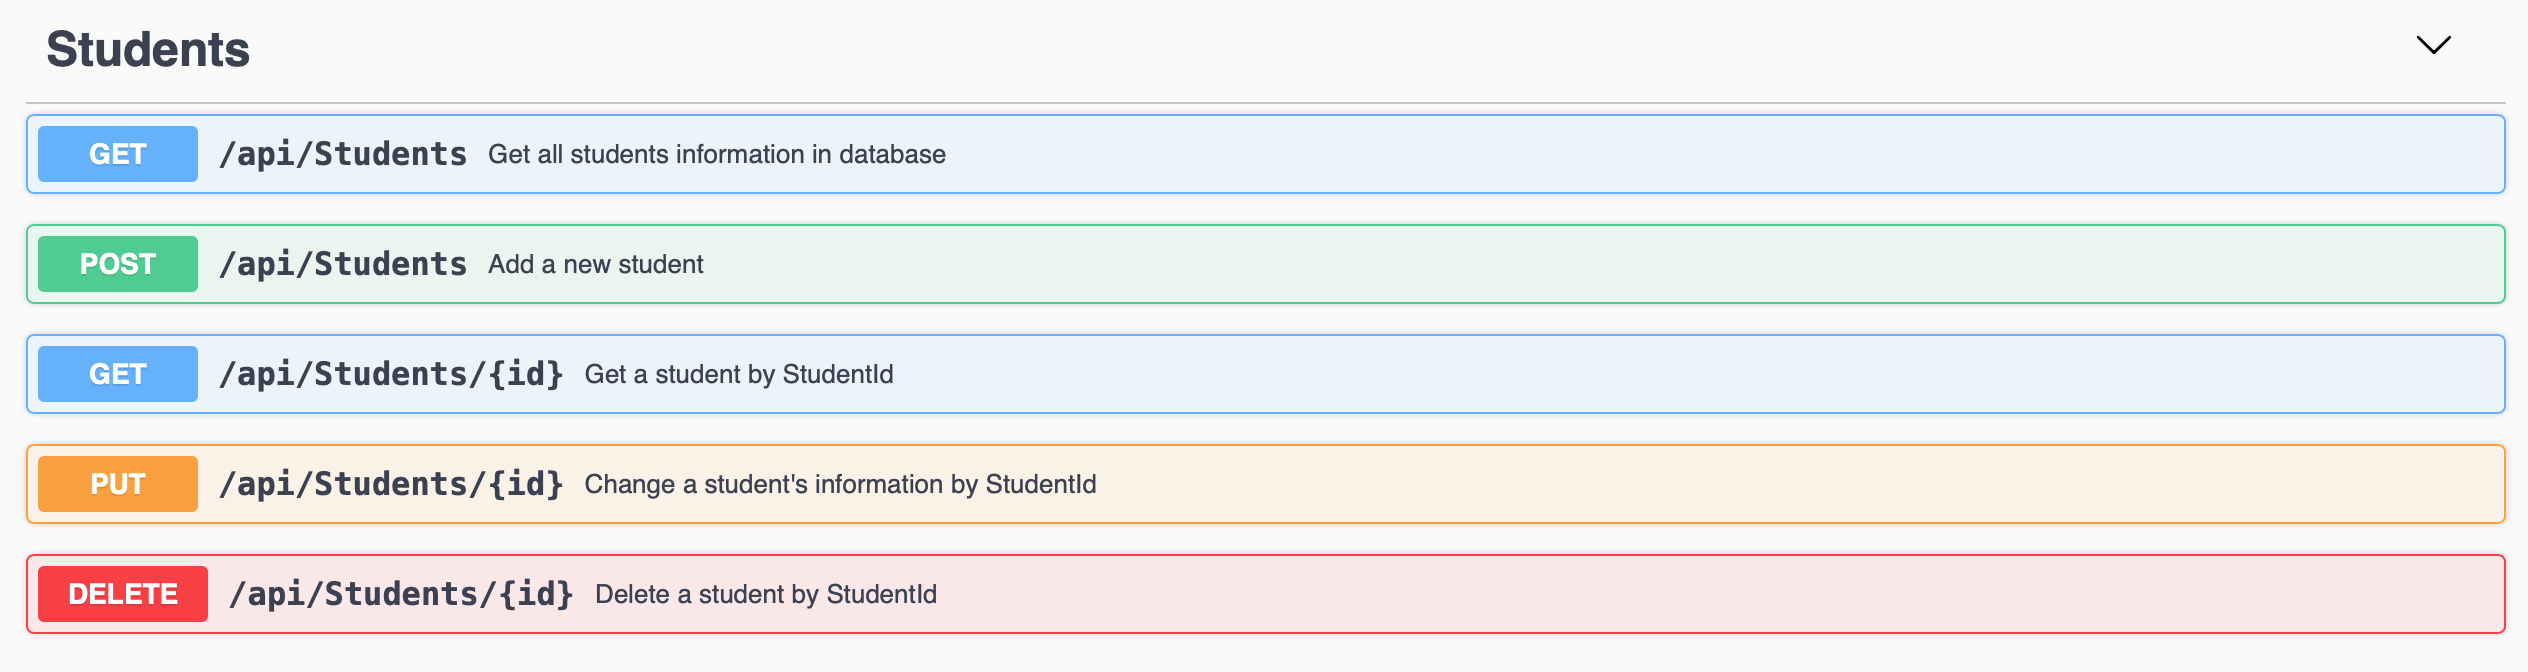 Students
GET /api/Students Get all students information in database
POST /api/Students Add a new student
GET /api/Students/{id} Get a student by StudentId
PUT /api/Students/{id} Change a student's information by StudentId
DELETE /api/Students/{id} Delete a student by StudentId